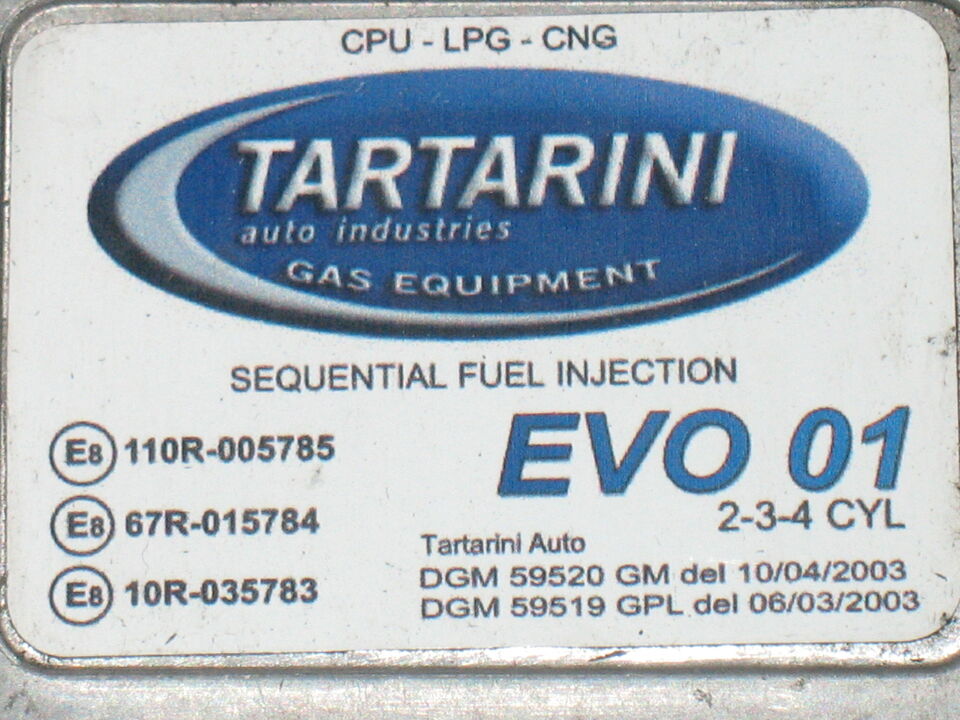 CPU - LPG - CNG
TARTARINI
auto industries
GAS EQUIPMENT
SEQUENTIAL FUEL INJECTION
EVO 01
2-3-4 CYL
E8 110R-005785
E8 67R-015784
E8 10R-035783
Tartarini Auto
DGM 59520 GM del 10/04/2003
DGM 59519 GPL del 06/03/2003